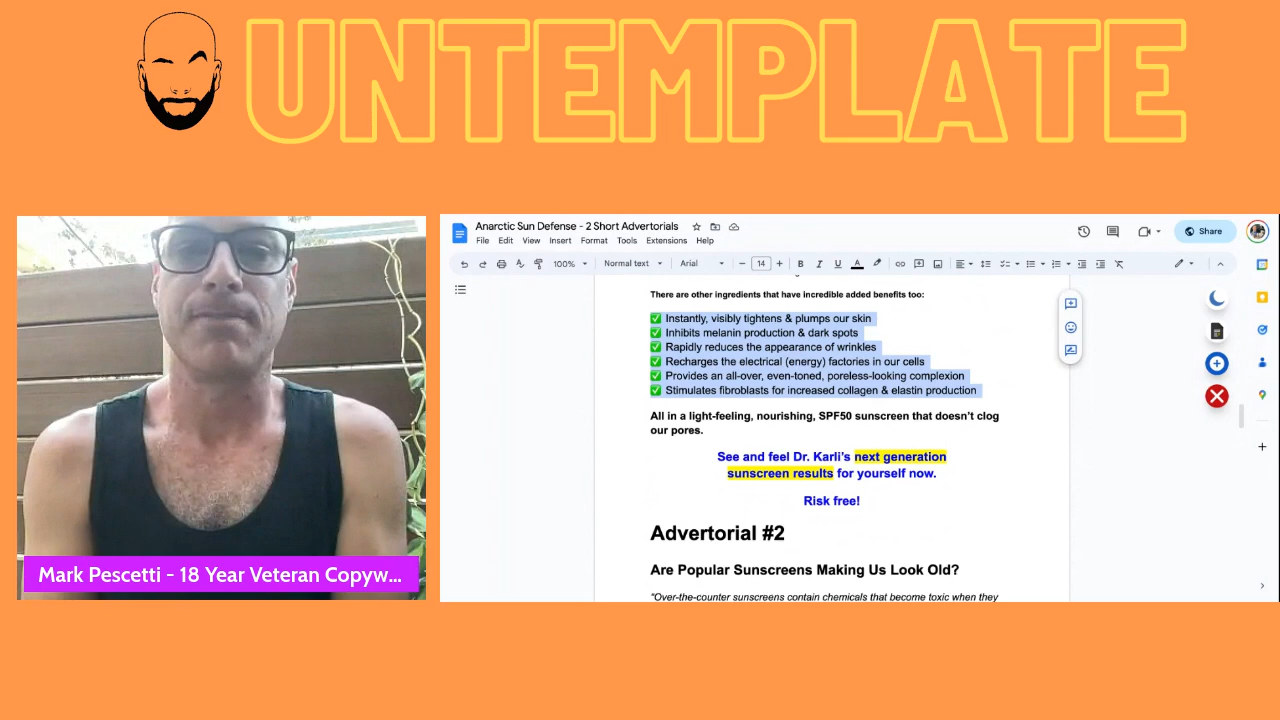 UNTEMPLATE
Mark Pescetti - 18 Year Veteran Copyw...
Anarctic Sun Defense - 2 Short Advertorials
File Edit View Insert Format Tools Extensions Help
Share
100% Normal text Arial 14 B I U A
There are other ingredients that have incredible added benefits too:
✅ Instantly, visibly tightens & plumps our skin
✅ Inhibits melanin production & dark spots
✅ Rapidly reduces the appearance of wrinkles
✅ Recharges the electrical (energy) factories in our cells
✅ Provides an all-over, even-toned, poreless-looking complexion
✅ Stimulates fibroblasts for increased collagen & elastin production
All in a light-feeling, nourishing, SPF50 sunscreen that doesn't clog
our pores.
See and feel Dr. Karli's next generation
sunscreen results for yourself now.
Risk free!
Advertorial #2
Are Popular Sunscreens Making Us Look Old?
"Over-the-counter sunscreens contain chemicals that become toxic when they